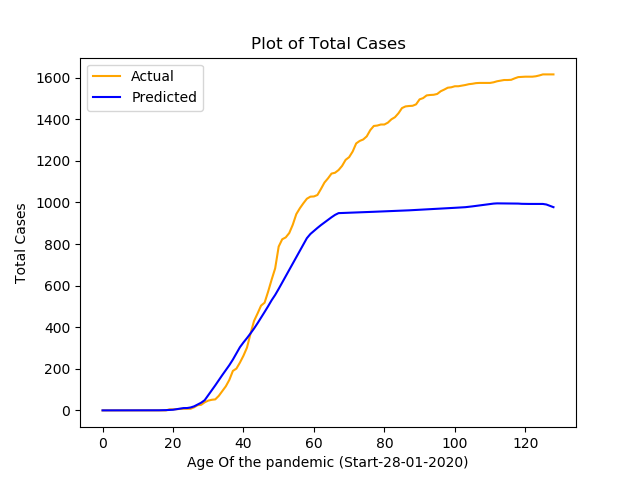 Plot of Total Cases
Actual
Predicted
1600
1400
1200
1000
800
600
400
200
0
Total Cases
0 20 40 60 80 100 120
Age Of the pandemic (Start-28-01-2020)